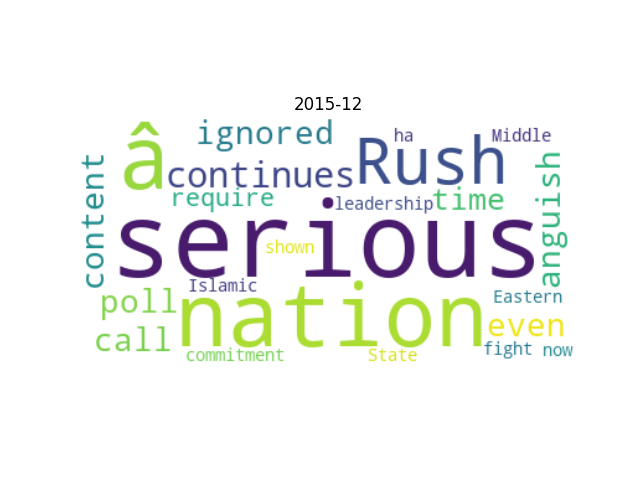 2015-12
ignored
ha
Middle
â
continues
Rush
content
require
leadership
time
anguish
serious
shown
Islamic
poll
nation
Eastern
even
call
commitment
State
fight
now